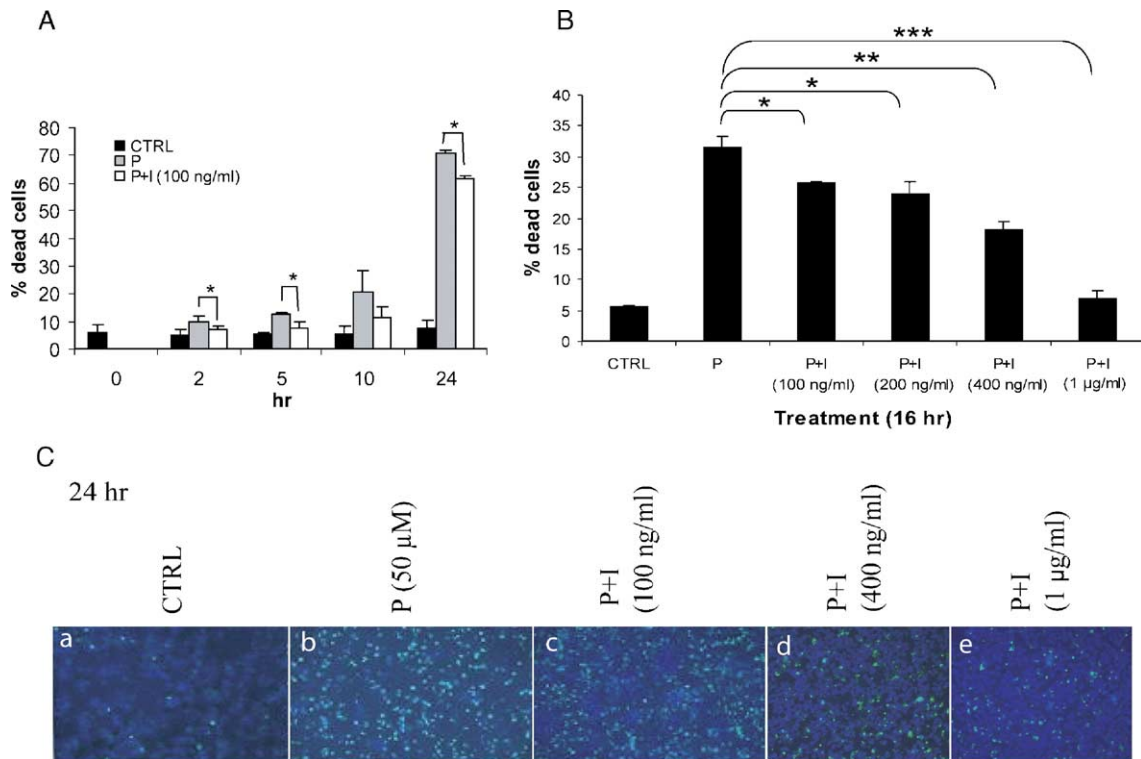 A
80
70
60
50
40
30
20
10
0
% dead cells
CTRL
P
P+I (100 ng/ml)
*
*
*
0 2 5 10 24
hr
B
***
**
*
*
40
35
30
25
20
15
10
5
0
% dead cells
CTRL P P+I P+I P+I P+I
(100 ng/ml) (200 ng/ml) (400 ng/ml) (1 µg/ml)
Treatment (16 hr)
C
24 hr
CTRL
P (50 µM)
P+I
(100 ng/ml)
P+I
(400 ng/ml)
P+I
(1 µg/ml)
a b c d e